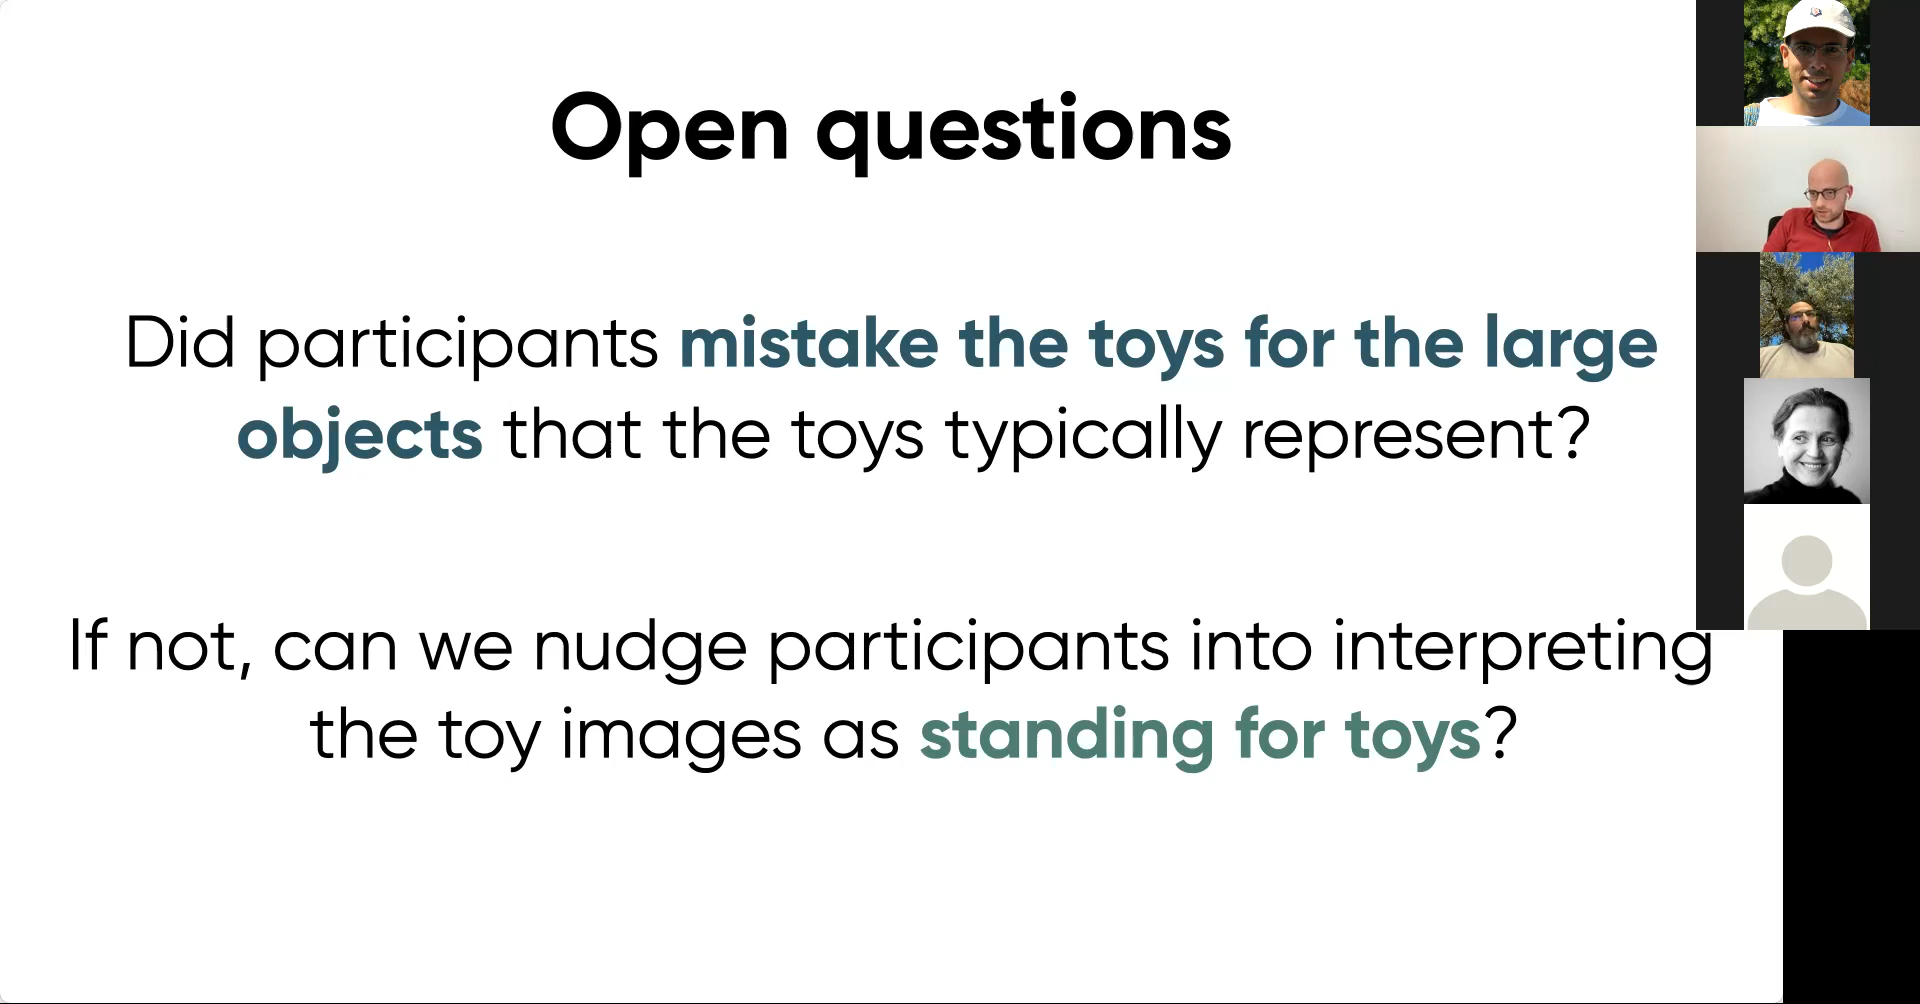 Open questions
Did participants mistake the toys for the large
objects that the toys typically represent?
If not, can we nudge participants into interpreting
the toy images as standing for toys?